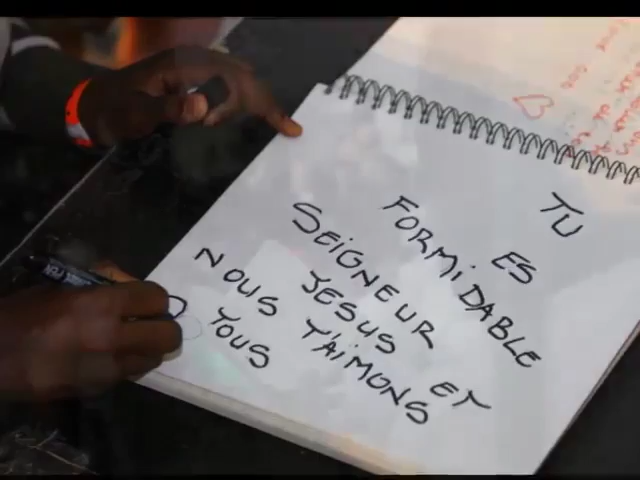 TU
ES
FORMIDABLE
SEIGNEUR
JESUS ET
NOUS T'AIMONS
TOUS